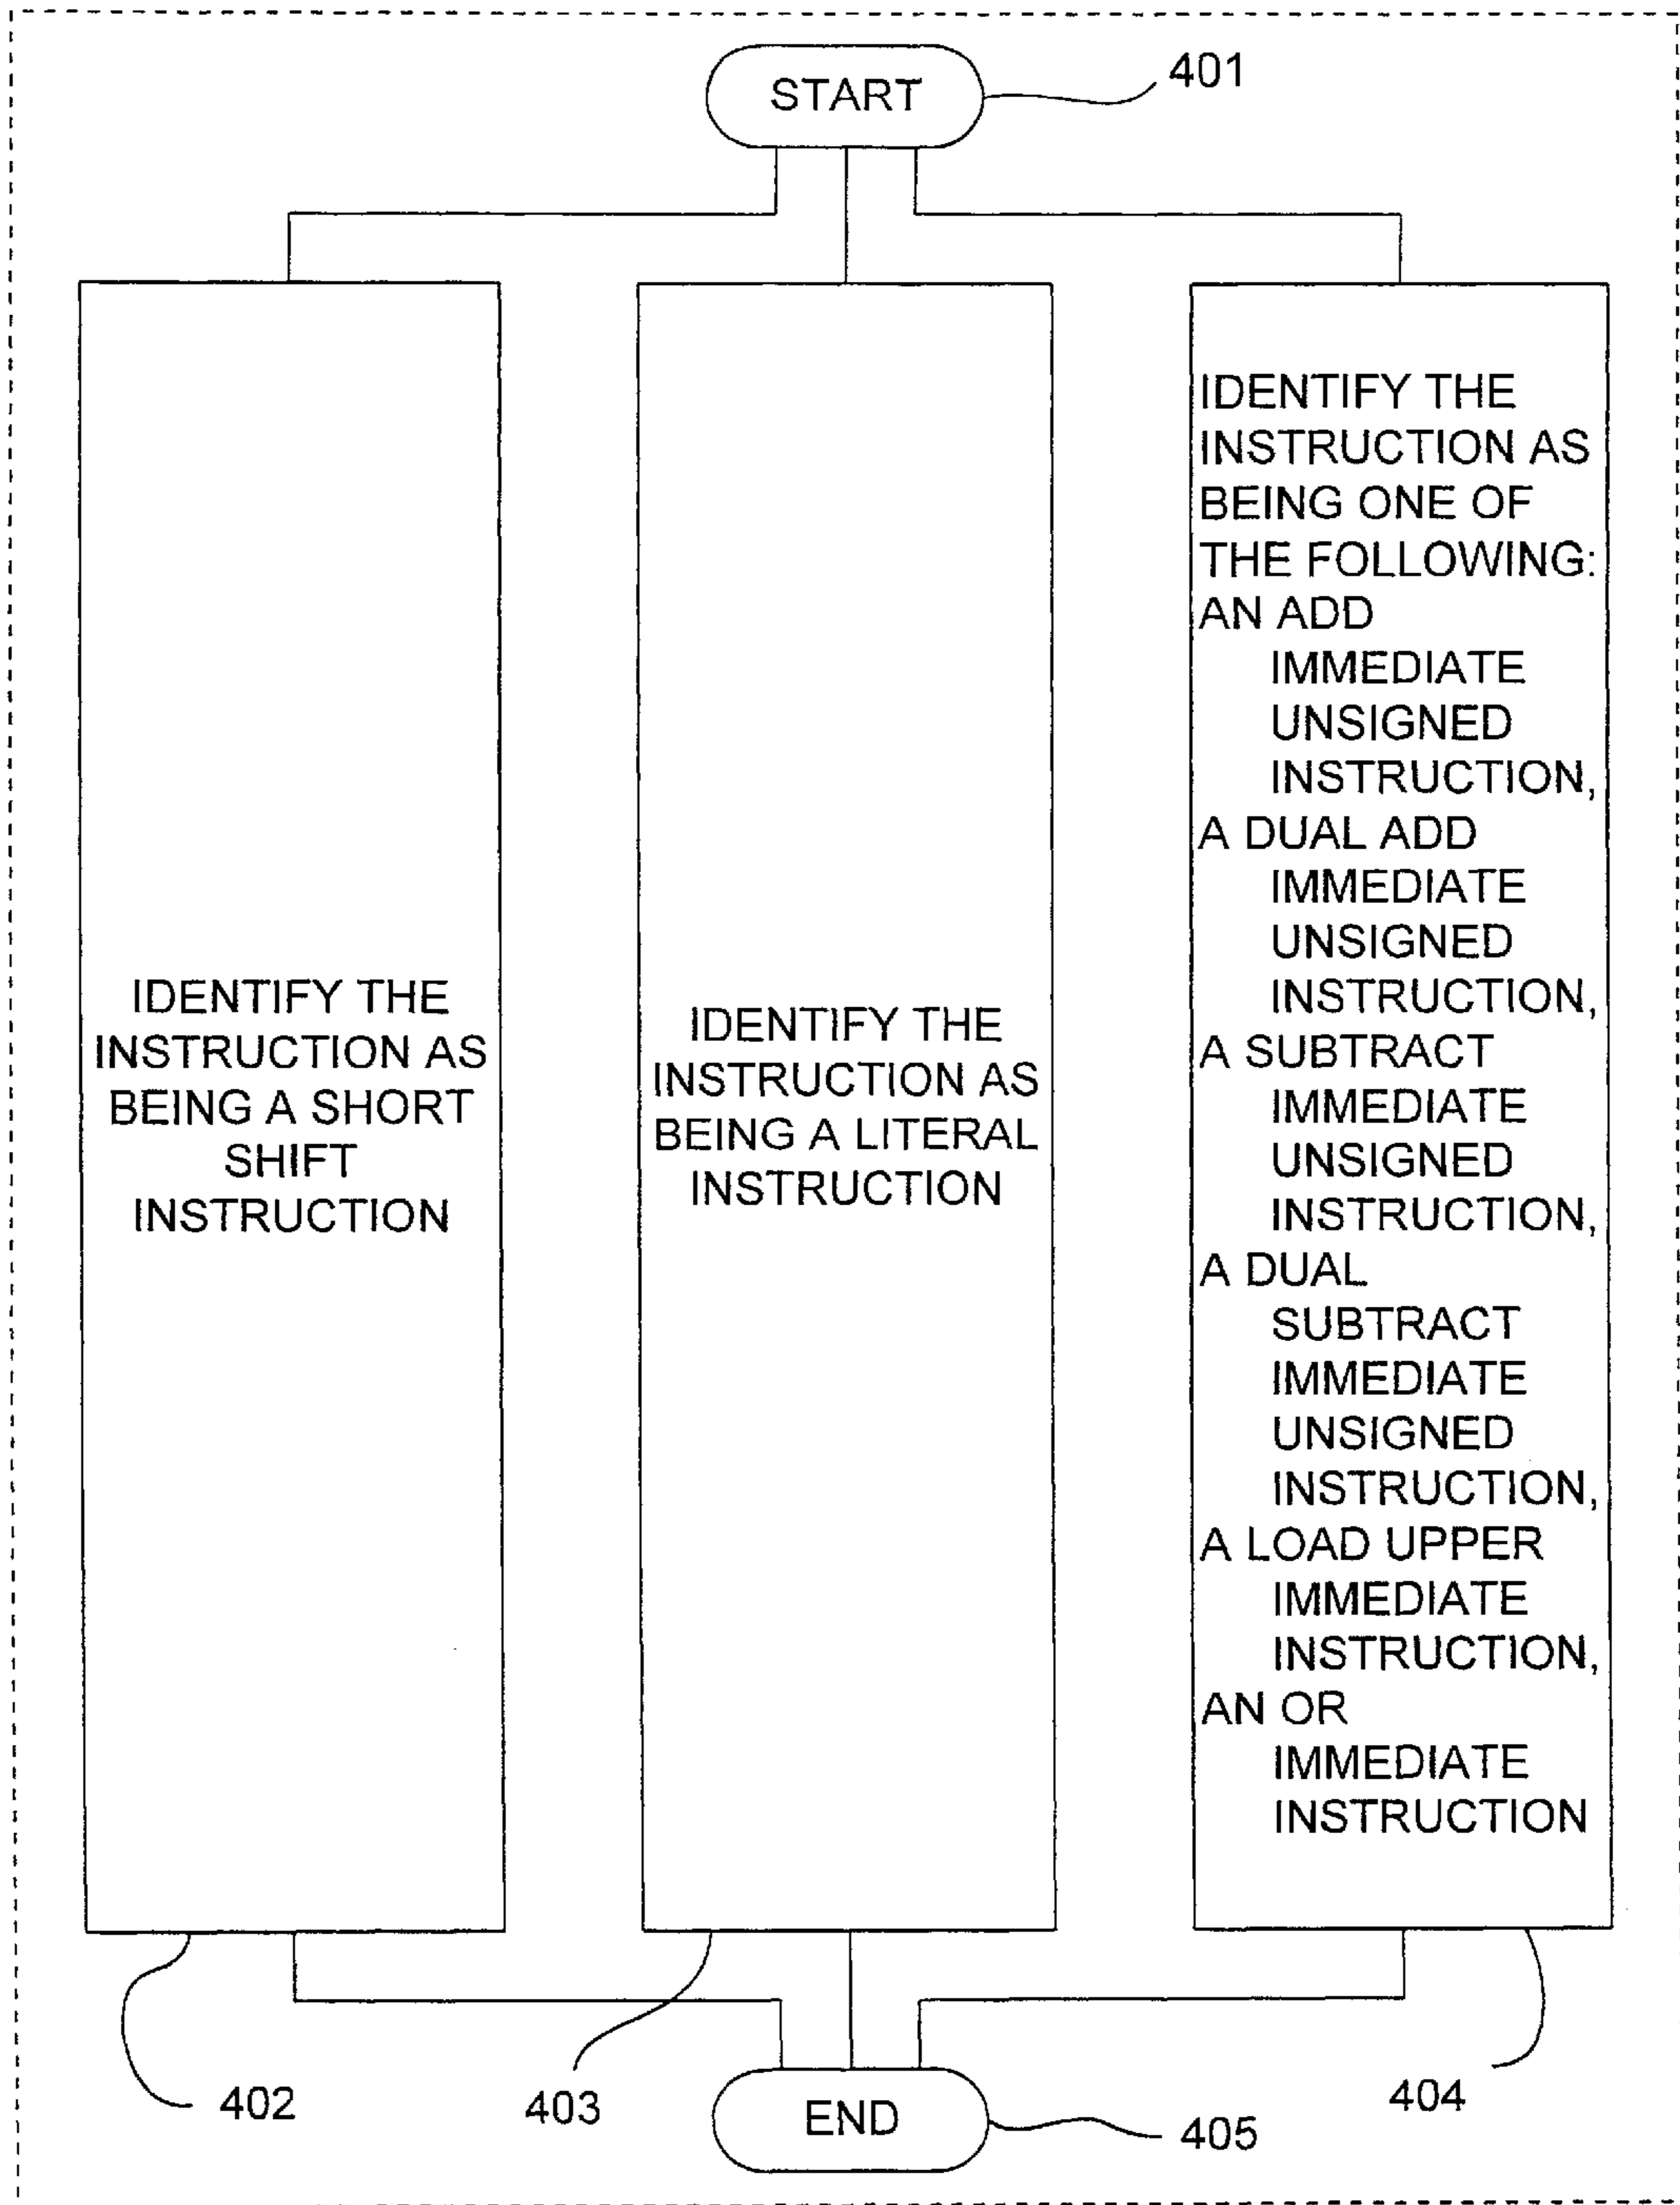 START
401
IDENTIFY THE
INSTRUCTION AS
BEING A SHORT
SHIFT
INSTRUCTION
IDENTIFY THE
INSTRUCTION AS
BEING A LITERAL
INSTRUCTION
IDENTIFY THE
INSTRUCTION AS
BEING ONE OF
THE FOLLOWING:
AN ADD
IMMEDIATE
UNSIGNED
INSTRUCTION,
A DUAL ADD
IMMEDIATE
UNSIGNED
INSTRUCTION,
A SUBTRACT
IMMEDIATE
UNSIGNED
INSTRUCTION,
A DUAL
SUBTRACT
IMMEDIATE
UNSIGNED
INSTRUCTION,
A LOAD UPPER
IMMEDIATE
INSTRUCTION,
AN OR
IMMEDIATE
INSTRUCTION
402
403
404
END
405